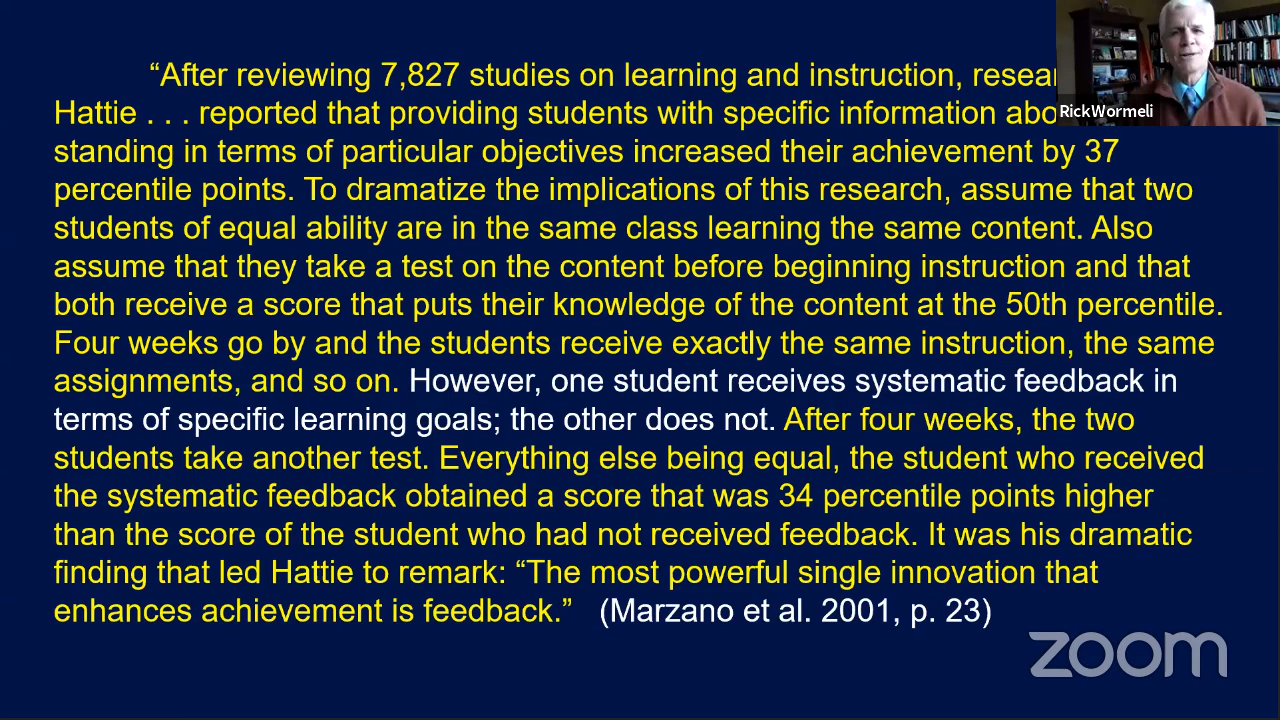 “After reviewing 7,827 studies on learning and instruction,
Hattie . . . reported that providing students with specific information
standing in terms of particular objectives increased their achievement by 37
percentile points. To dramatize the implications of this research, assume that two
students of equal ability are in the same class learning the same content. Also
assume that they take a test on the content before beginning instruction and that
both receive a score that puts their knowledge of the content at the 50th percentile.
Four weeks go by and the students receive exactly the same instruction, the same
assignments, and so on. However, one student receives systematic feedback in
terms of specific learning goals; the other does not. After four weeks, the two
students take another test. Everything else being equal, the student who received
the systematic feedback obtained a score that was 34 percentile points higher
than the score of the student who had not received feedback. It was his dramatic
finding that led Hattie to remark: “The most powerful single innovation that
enhances achievement is feedback.” (Marzano et al. 2001, p. 23)
RickWormeli
zoom